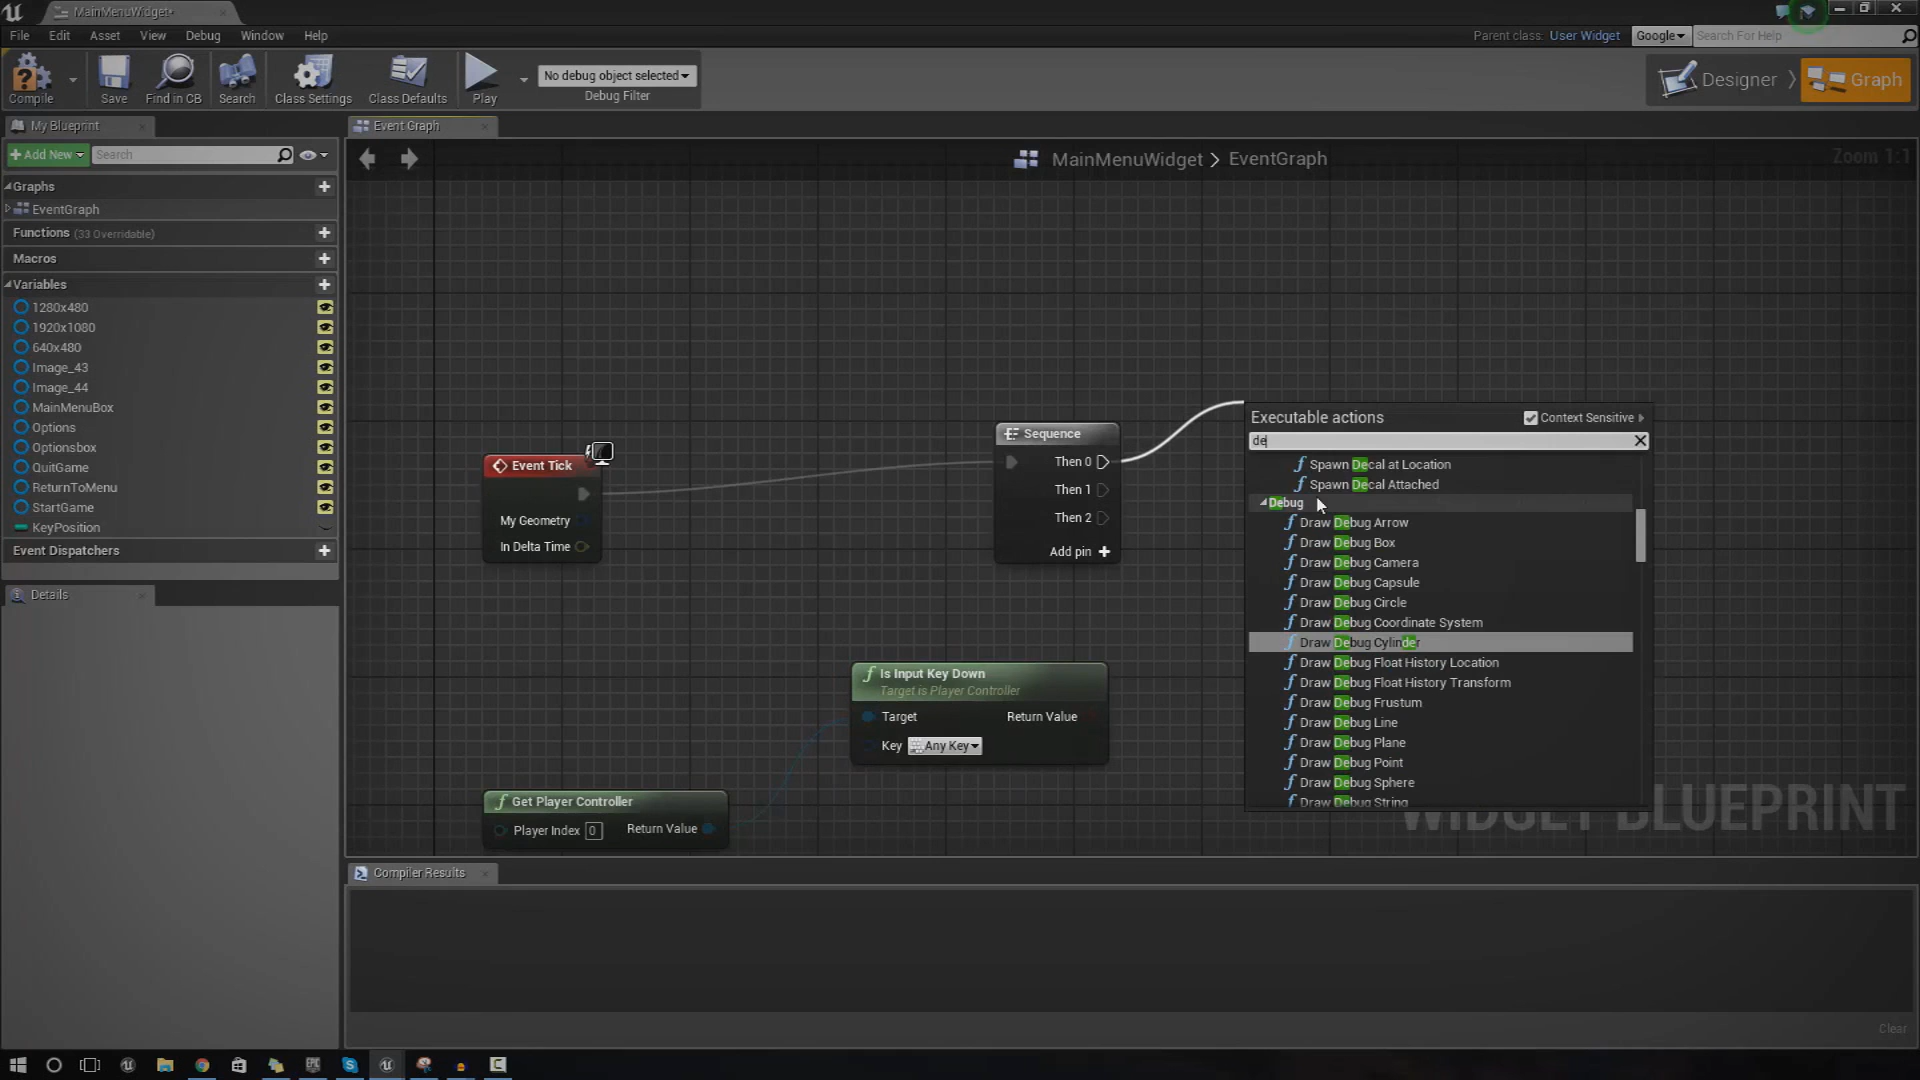 MainMenuWidget*
File Edit Asset View Debug Window Help
Parent class: User Widget Google Search For Help
Compile Save Find in CB Search Class Settings Class Defaults Play
No debug object selected
Debug Filter
Designer Graph
My Blueprint
Event Graph
Add New Search
MainMenuWidget > EventGraph
Zoom 1:1
Graphs
EventGraph
Functions (33 Overridable)
Macros
Variables
1280x480
1920x1080
640x480
Image_43
Image_44
MainMenuBox
Options
Optionsbox
QuitGame
ReturnToMenu
StartGame
KeyPosition
Event Dispatchers
Details
Event Tick
My Geometry
In Delta Time
Sequence
Then 0
Then 1
Then 2
Add pin
Is Input Key Down
Target is Player Controller
Target Return Value
Key Any Key
Get Player Controller
Player Index 0 Return Value
Executable actions Context Sensitive
de
Spawn Decal at Location
Spawn Decal Attached
Debug
Draw Debug Arrow
Draw Debug Box
Draw Debug Camera
Draw Debug Capsule
Draw Debug Circle
Draw Debug Coordinate System
Draw Debug Cylinder
Draw Debug Float History Location
Draw Debug Float History Transform
Draw Debug Frustum
Draw Debug Line
Draw Debug Plane
Draw Debug Point
Draw Debug Sphere
Draw Debug String
WIDGET BLUEPRINT
Compiler Results
Clear